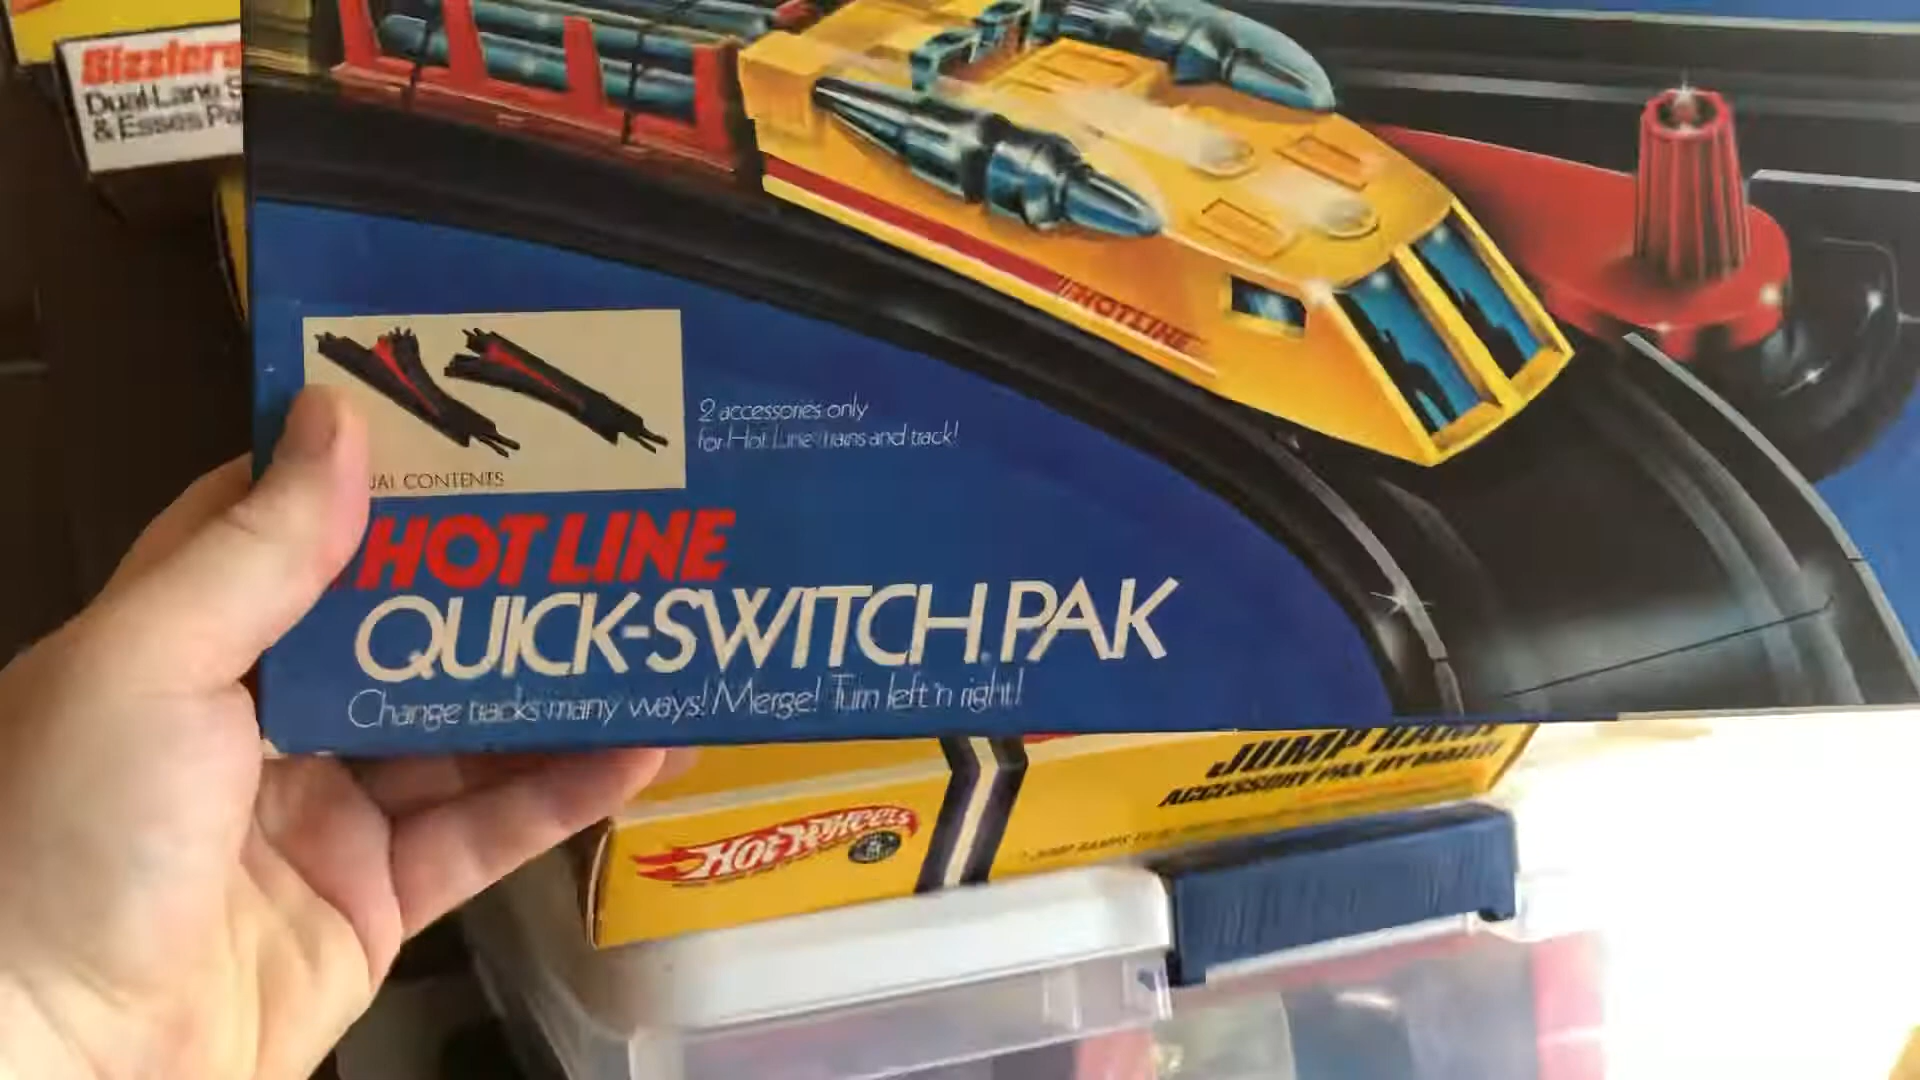 Sizzlers
Dual-Lane S
& Esses Pa
HOTLINE
2 accessories only
for Hot Line trains and track!
UAL CONTENTS
HOT LINE
QUICK-SWITCH PAK
Change tracks many ways! Merge! Turn left 'n right!
JUMP RAMP
ACCESSORY PAK BY MATTEL
Hot Wheels